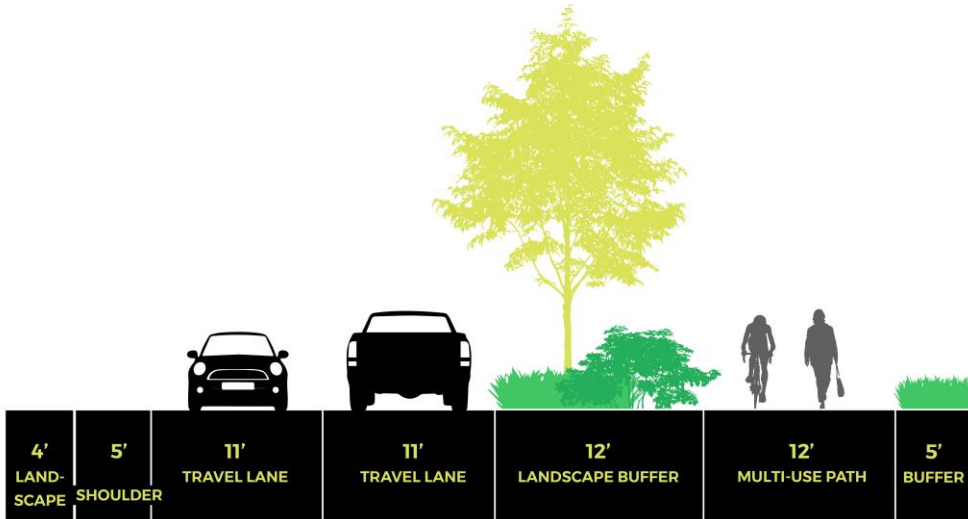 4’
LAND-
SCAPE
5’
SHOULDER
11’
TRAVEL LANE
11’
TRAVEL LANE
12’
LANDSCAPE BUFFER
12’
MULTI-USE PATH
5’
BUFFER